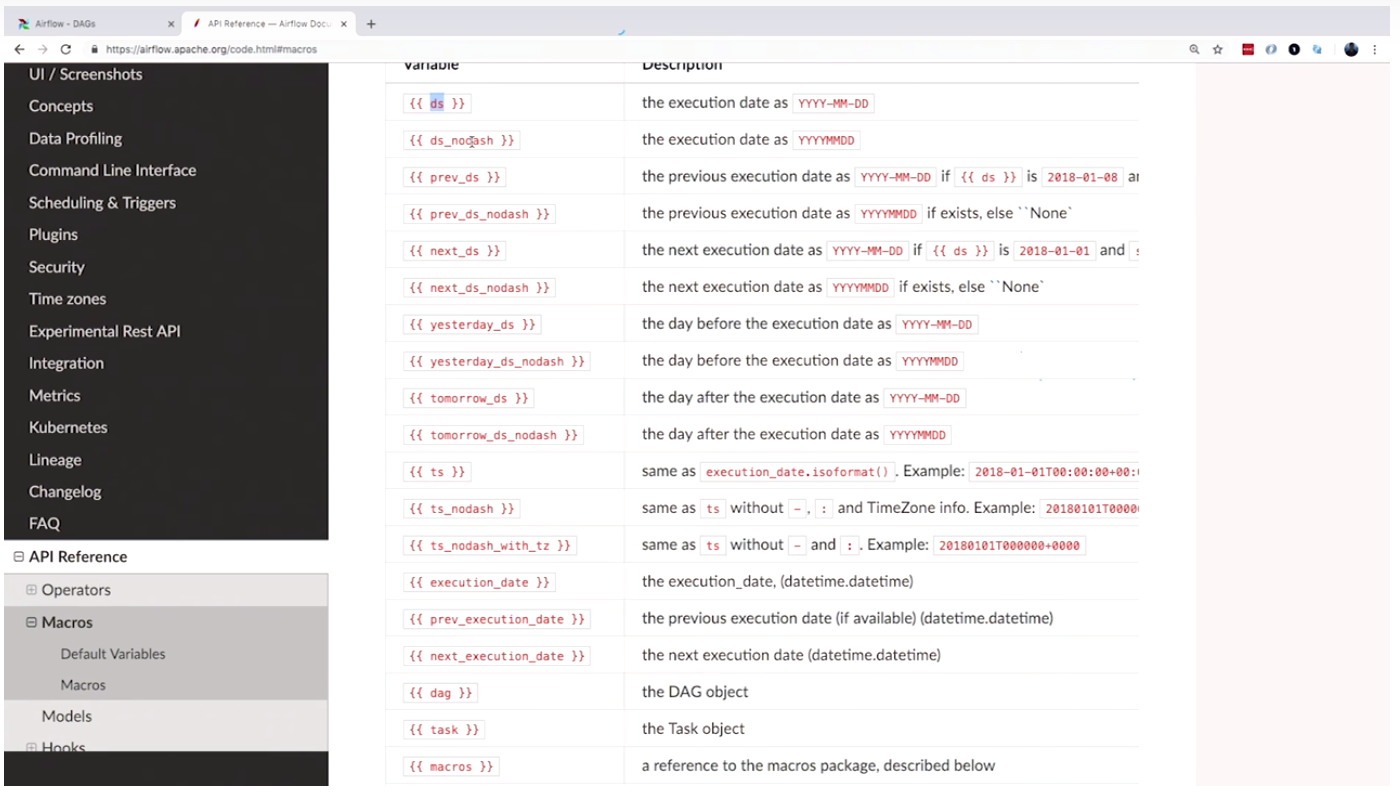 Airflow - DAGs
API Reference — Airflow Docu
https://airflow.apache.org/code.html#macros
UI / Screenshots
Concepts
Data Profiling
Command Line Interface
Scheduling & Triggers
Plugins
Security
Time zones
Experimental Rest API
Integration
Metrics
Kubernetes
Lineage
Changelog
FAQ
API Reference
Operators
Macros
Default Variables
Macros
Models
Hooks
Variable Description
{{ ds }} the execution date as YYYY-MM-DD
{{ ds_nodash }} the execution date as YYYYMMDD
{{ prev_ds }} the previous execution date as YYYY-MM-DD if {{ ds }} is 2018-01-08
{{ prev_ds_nodash }} the previous execution date as YYYYMMDD if exists, else ``None`
{{ next_ds }} the next execution date as YYYY-MM-DD if {{ ds }} is 2018-01-01 and
{{ next_ds_nodash }} the next execution date as YYYYMMDD if exists, else ``None`
{{ yesterday_ds }} the day before the execution date as YYYY-MM-DD
{{ yesterday_ds_nodash }} the day before the execution date as YYYYMMDD
{{ tomorrow_ds }} the day after the execution date as YYYY-MM-DD
{{ tomorrow_ds_nodash }} the day after the execution date as YYYYMMDD
{{ ts }} same as execution_date.isoformat() . Example: 2018-01-01T00:00:00+00:
{{ ts_nodash }} same as ts without - , : and TimeZone info. Example: 20180101T0000
{{ ts_nodash_with_tz }} same as ts without - and : . Example: 20180101T000000+0000
{{ execution_date }} the execution_date, (datetime.datetime)
{{ prev_execution_date }} the previous execution date (if available) (datetime.datetime)
{{ next_execution_date }} the next execution date (datetime.datetime)
{{ dag }} the DAG object
{{ task }} the Task object
{{ macros }} a reference to the macros package, described below